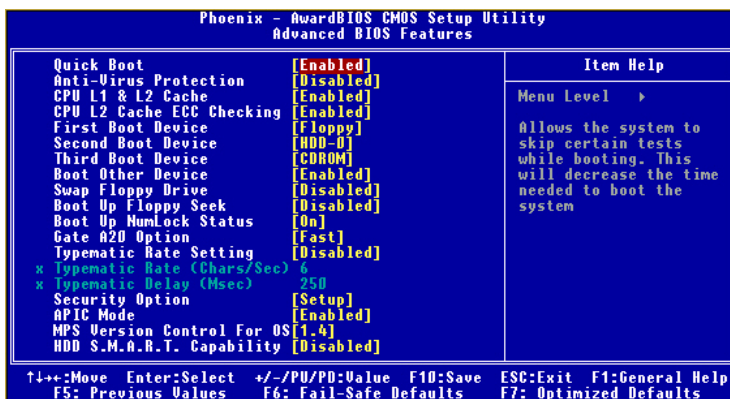 Phoenix - AwardBIOS CMOS Setup Utility
Advanced BIOS Features
Quick Boot [Enabled]
Anti-Virus Protection [Disabled]
CPU L1 & L2 Cache [Enabled]
CPU L2 Cache ECC Checking [Enabled]
First Boot Device [Floppy]
Second Boot Device [HDD-0]
Third Boot Device [CDROM]
Boot Other Device [Enabled]
Swap Floppy Drive [Disabled]
Boot Up Floppy Seek [Disabled]
Boot Up NumLock Status [On]
Gate A20 Option [Fast]
Typematic Rate Setting [Disabled]
x Typematic Rate (Chars/Sec) 6
x Typematic Delay (Msec) 250
Security Option [Setup]
APIC Mode [Enabled]
MPS Version Control For OS[1.4]
HDD S.M.A.R.T. Capability [Disabled]
Item Help
Menu Level ▸
Allows the system to
skip certain tests
while booting. This
will decrease the time
needed to boot the
system
↑↓→←:Move Enter:Select +/-/PU/PD:Value F10:Save ESC:Exit F1:General Help
F5: Previous Values F6: Fail-Safe Defaults F7: Optimized Defaults